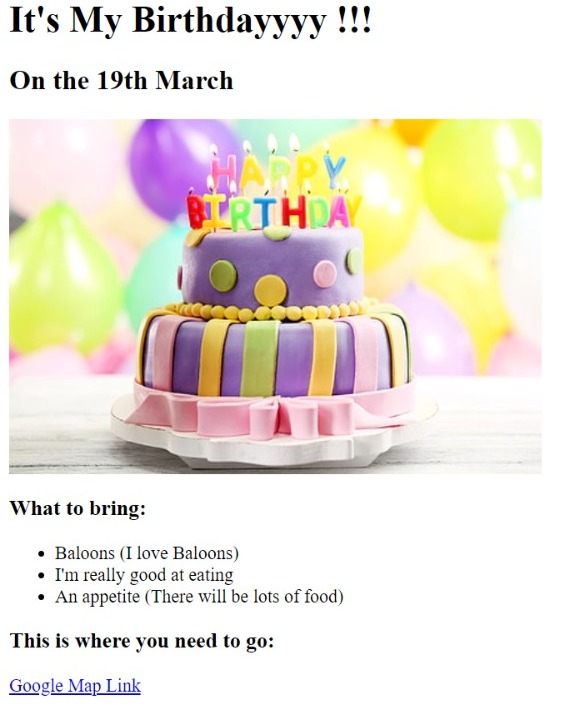 It's My Birthdayyyy !!!
On the 19th March
HAPPY
BIRTHDAY
What to bring:
Baloons (I love Baloons)
I'm really good at eating
An appetite (There will be lots of food)
This is where you need to go:
Google Map Link